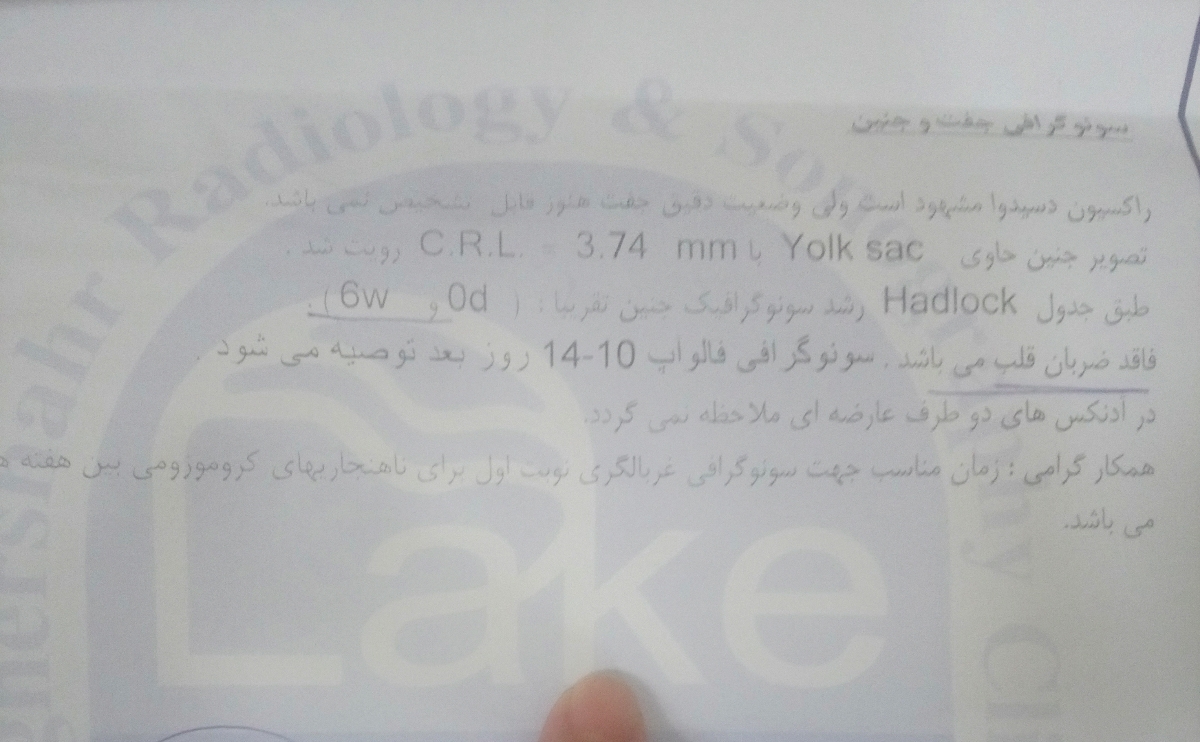 Radiology & Sonography
سونوگرافی جفت و جنین
راکسیون دسیدوا مشهود است ولی وضعیت دقیق جفت هنوز قابل تشخیص نمی باشد.
تصویر جنین حاوی Yolk sac با C.R.L. = 3.74 mm رویت شد .
طبق جدول Hadlock رشد سونوگرافیک جنین تقریبا : ( 6w و 0d ).
فاقد ضربان قلب می باشد . سونوگرافی فالو آپ 10-14 روز بعد توصیه می شود .
در ادنکس های دو طرف عارضه ای ملاحظه نمی گردد.
همکار گرامی : زمان مناسب جهت سونوگرافی غربالگری نوبت اول برای ناهنجاریهای کروموزومی بین هفته
می باشد.
Lake